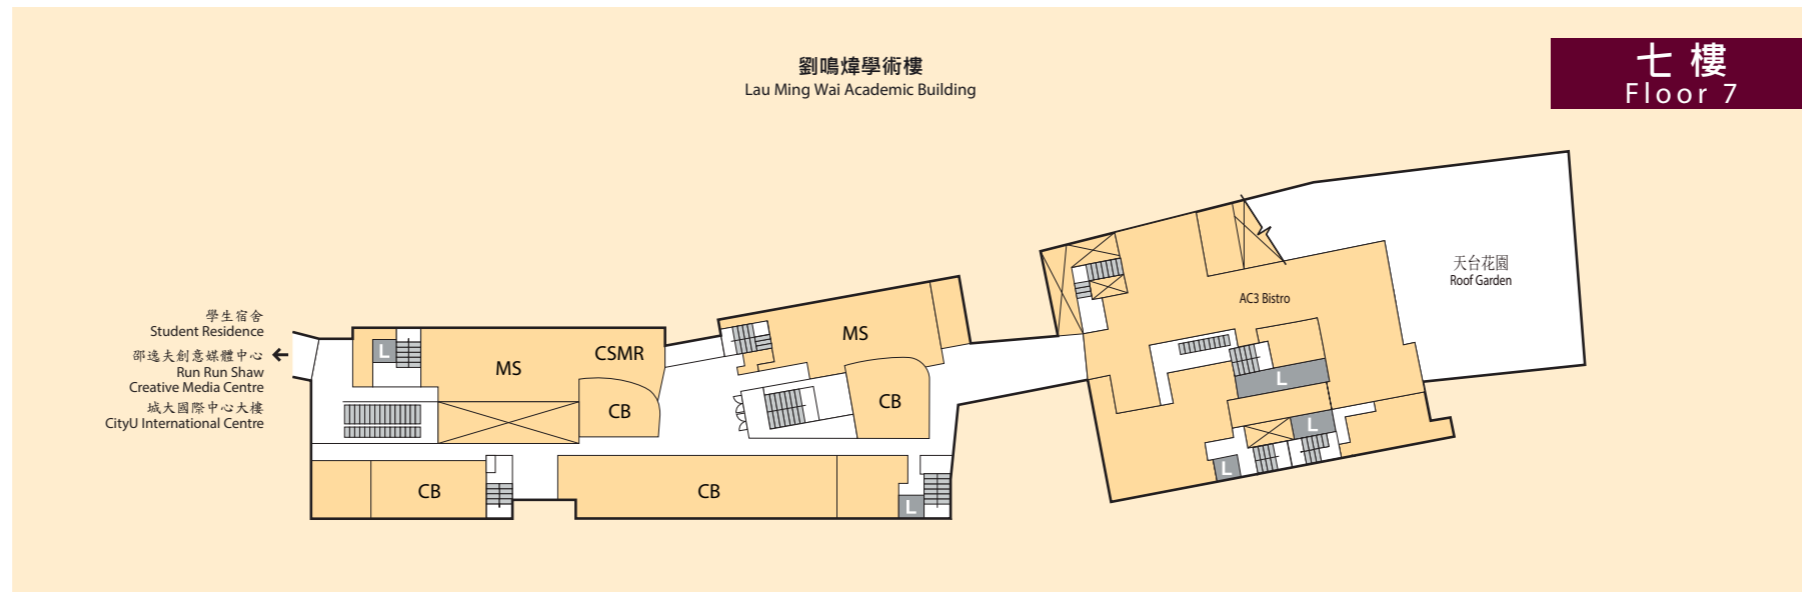 劉鳴煒學術樓
Lau Ming Wai Academic Building
七樓
Floor 7
天台花園
Roof Garden
AC3 Bistro
學生宿舍
Student Residence
邵逸夫創意媒體中心
Run Run Shaw
Creative Media Centre
城大國際中心大樓
CityU International Centre
L
MS
CSMR
CB
MS
CB
L
L
L
CB
CB
L